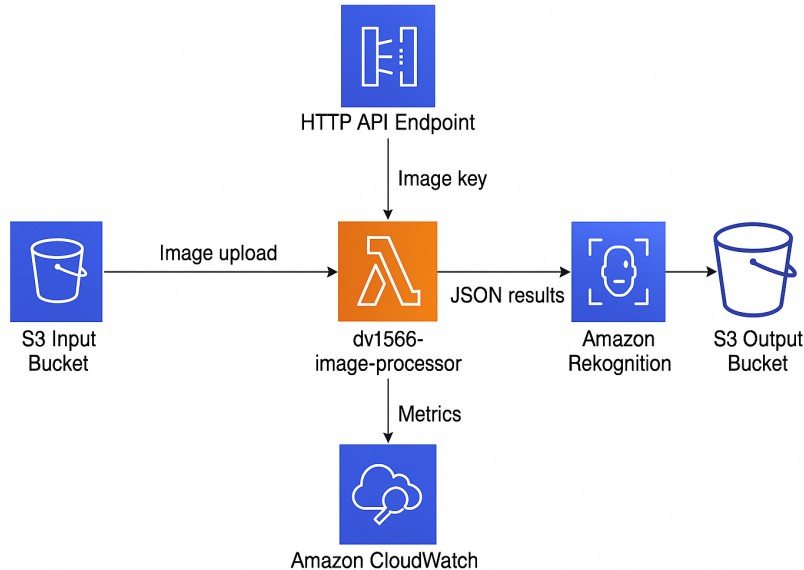 HTTP API Endpoint
Image key
Image upload
S3 Input
Bucket
dv1566-
image-processor
JSON results
Amazon
Rekognition
S3 Output
Bucket
Metrics
Amazon CloudWatch